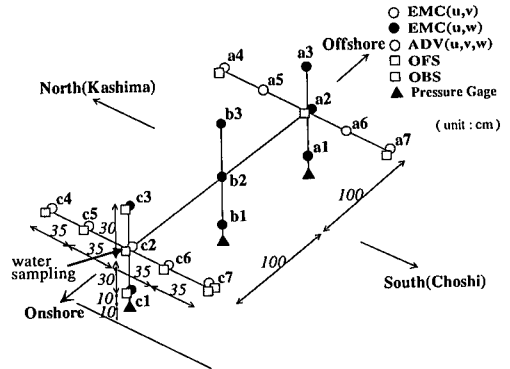 EMC(u,v)
EMC(u,w)
ADV(u,v,w)
OFS
OBS
Pressure Gage
(unit : cm)
Offshore
North(Kashima)
a3
a4
a5
a2
b3
a6
a7
a1
b2
100
b1
c4
c3
c5
30
c2
35
35
100
c6
water
sampling
35
c7
30
35
South(Choshi)
c1
10
Onshore
10